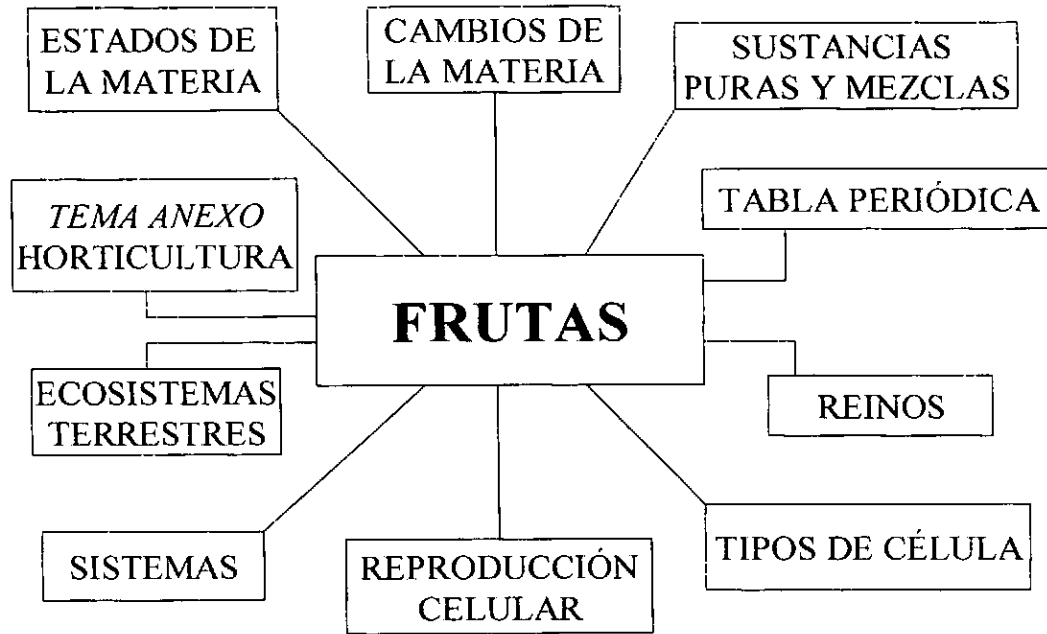 ESTADOS DE
LA MATERIA
CAMBIOS DE
LA MATERIA
SUSTANCIAS
PURAS Y MEZCLAS
TEMA ANEXO
HORTICULTURA
TABLA PERIÓDICA
FRUTAS
ECOSISTEMAS
TERRESTRES
REINOS
SISTEMAS
REPRODUCCIÓN
CELULAR
TIPOS DE CÉLULA